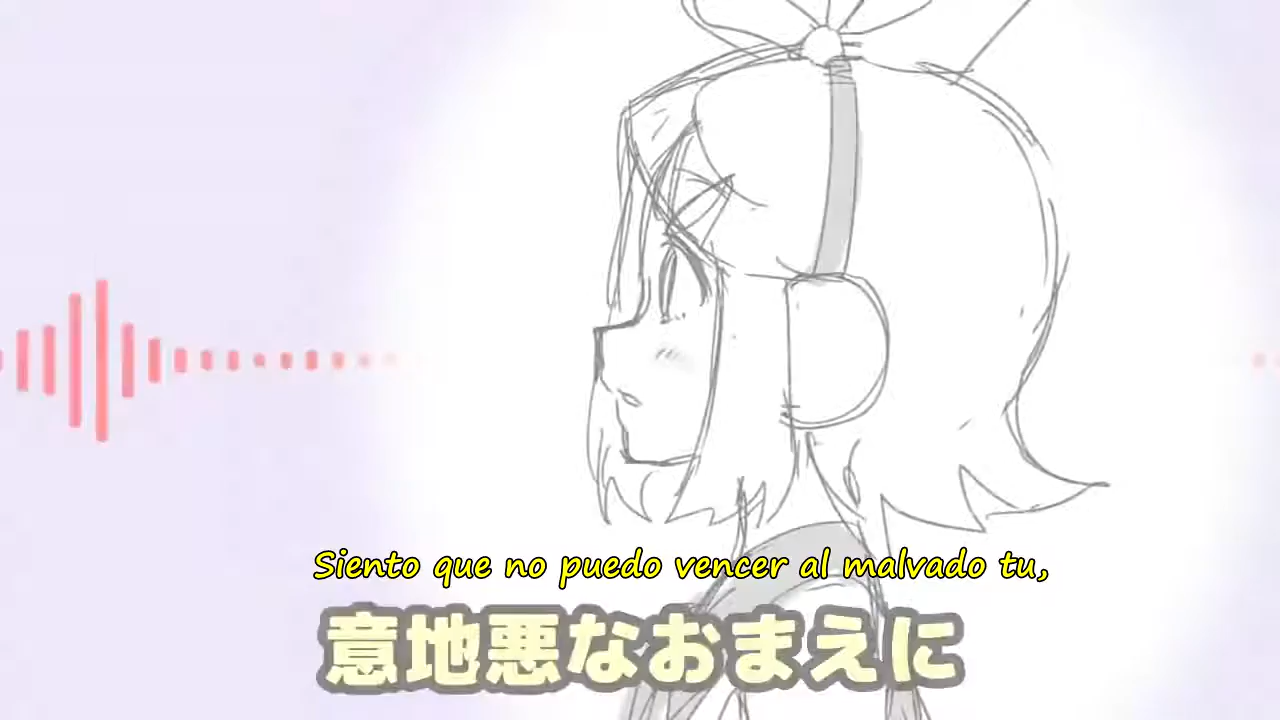 Siento que no puedo vencer al malvado tu,
意地悪なおまえに